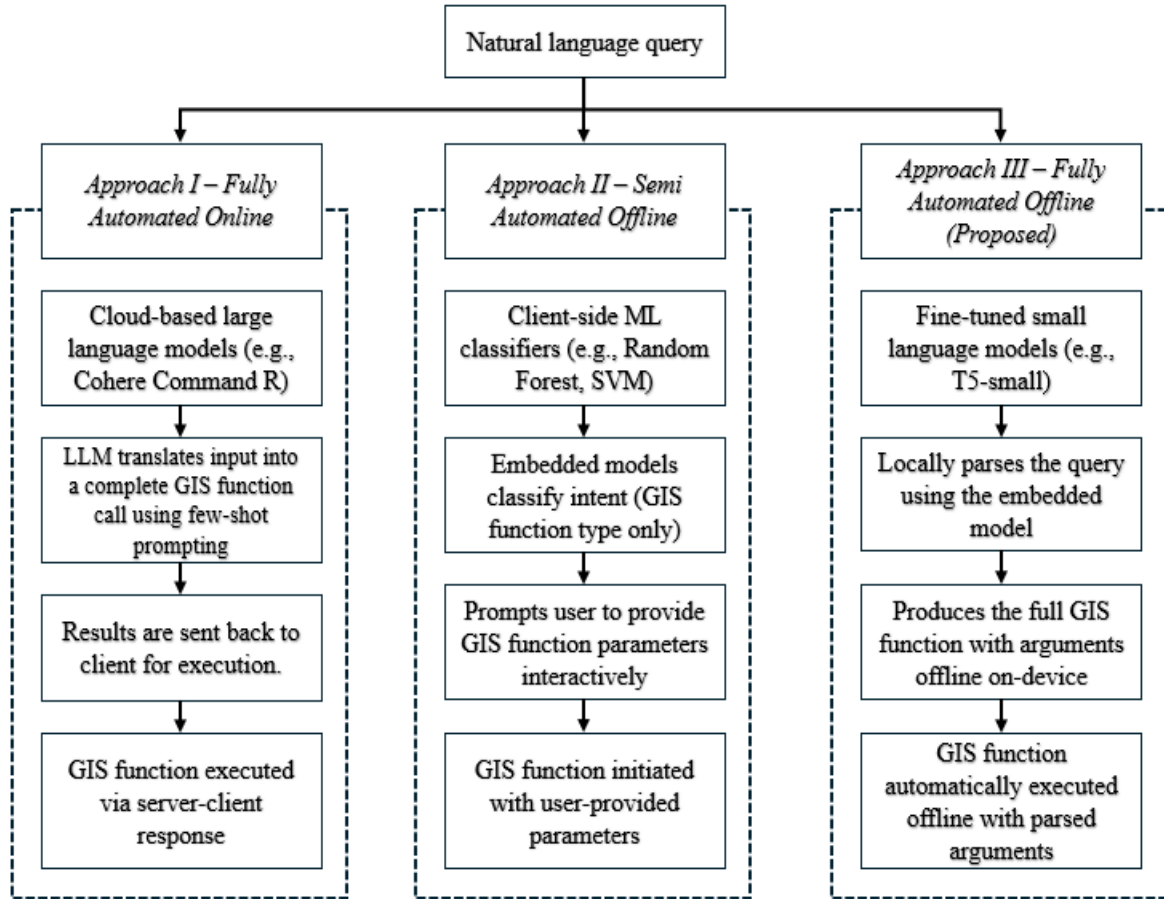 Natural language query
Approach I – Fully
Automated Online
Cloud-based large
language models (e.g.,
Cohere Command R)
LLM translates input into
a complete GIS function
call using few-shot
prompting
Results are sent back to
client for execution.
GIS function executed
via server-client
response
Approach II – Semi
Automated Offline
Client-side ML
classifiers (e.g., Random
Forest, SVM)
Embedded models
classify intent (GIS
function type only)
Prompts user to provide
GIS function parameters
interactively
GIS function initiated
with user-provided
parameters
Approach III – Fully
Automated Offline
(Proposed)
Fine-tuned small
language models (e.g.,
T5-small)
Locally parses the query
using the embedded
model
Produces the full GIS
function with arguments
offline on-device
GIS function
automatically executed
offline with parsed
arguments